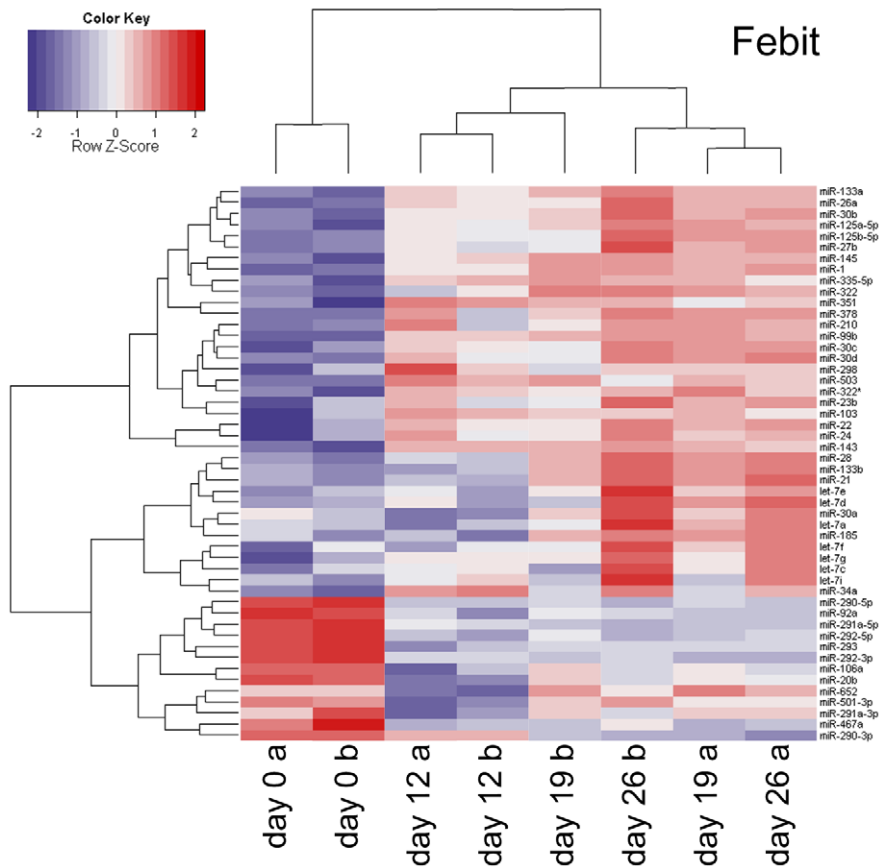 Color Key
Febit
-2 -1 0 1 2
Row Z-Score
miR-133a
miR-26a
miR-30b
miR-125a-5p
miR-125b-5p
miR-27b
miR-145
miR-1
miR-335-5p
miR-322
miR-351
miR-378
miR-210
miR-99b
miR-30c
miR-30d
miR-298
miR-503
miR-322*
miR-23b
miR-103
miR-22
miR-24
miR-143
miR-28
miR-133b
miR-21
let-7e
let-7d
miR-30a
let-7a
miR-185
let-7f
let-7g
let-7c
let-7i
miR-34a
miR-290-5p
miR-92a
miR-291a-5p
miR-292-5p
miR-293
miR-292-3p
miR-106a
miR-20b
miR-652
miR-501-3p
miR-291a-3p
miR-467a
miR-290-3p
day 0 a
day 0 b
day 12 a
day 12 b
day 19 b
day 26 b
day 19 a
day 26 a